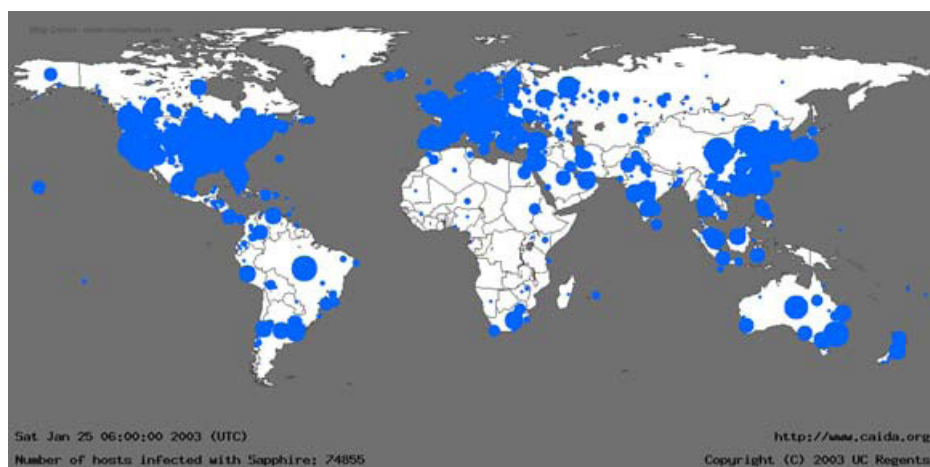 Sat Jan 25 06:00:00 2003 (UTC)
http://www.caida.org
Number of hosts infected with Sapphire: 74855
Copyright (C) 2003 UC Regents